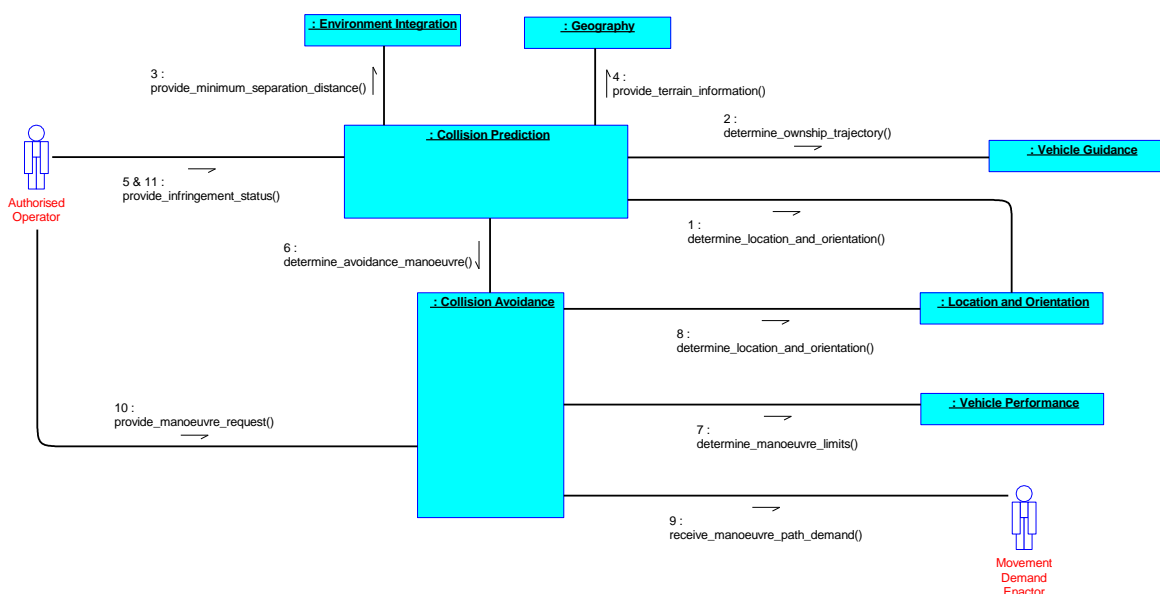 : Environment Integration
: Geography
3 :
provide_minimum_separation_distance()
4 :
provide_terrain_information()
2 :
determine_ownship_trajectory()
: Collision Prediction
: Vehicle Guidance
5 & 11 :
provide_infringement_status()
Authorised
Operator
1 :
determine_location_and_orientation()
6 :
determine_avoidance_manoeuvre()
: Collision Avoidance
: Location and Orientation
8 :
determine_location_and_orientation()
: Vehicle Performance
10 :
provide_manoeuvre_request()
7 :
determine_manoeuvre_limits()
9 :
receive_manoeuvre_path_demand()
Movement
Demand
Enactor